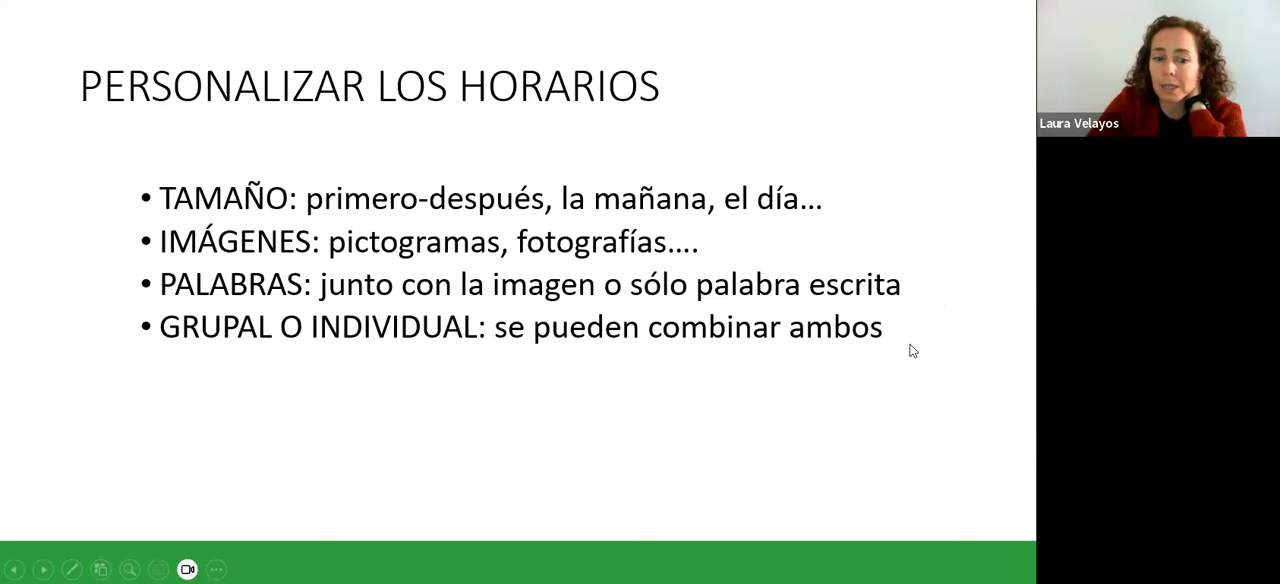 PERSONALIZAR LOS HORARIOS
• TAMAÑO: primero-después, la mañana, el día...
• IMÁGENES: pictogramas, fotografías....
• PALABRAS: junto con la imagen o sólo palabra escrita
• GRUPAL O INDIVIDUAL: se pueden combinar ambos
Laura Velayos